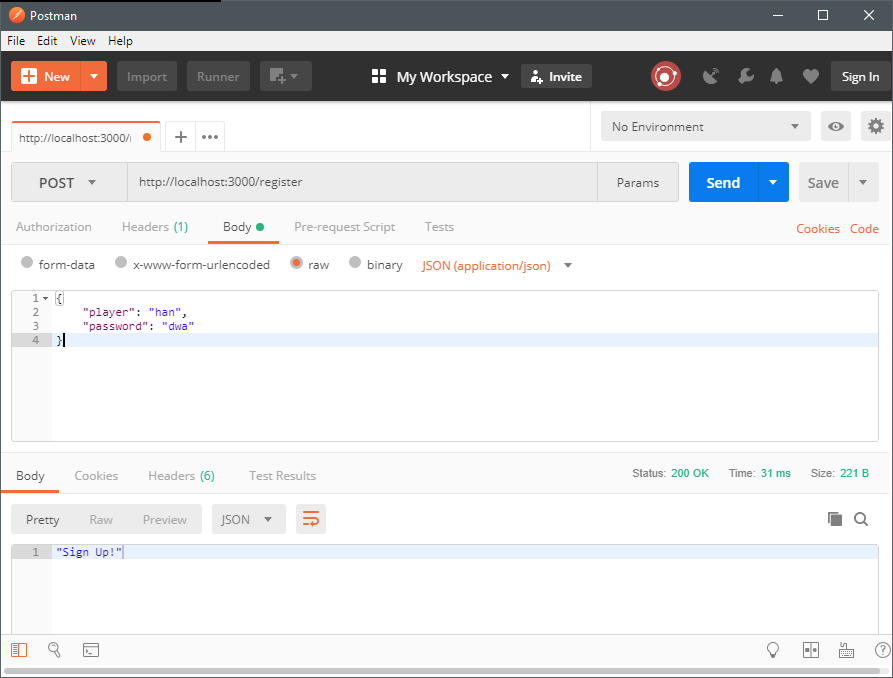 Postman
File Edit View Help
New Import Runner My Workspace Invite Sign In
http://localhost:3000/ No Environment
POST http://localhost:3000/register Params Send Save
Authorization Headers (1) Body Pre-request Script Tests Cookies Code
form-data x-www-form-urlencoded raw binary JSON (application/json)
1 {
2 "player": "han",
3 "password": "dwa"
4 }
Body Cookies Headers (6) Test Results Status: 200 OK Time: 31 ms Size: 221 B
Pretty Raw Preview JSON
1 "Sign Up!"